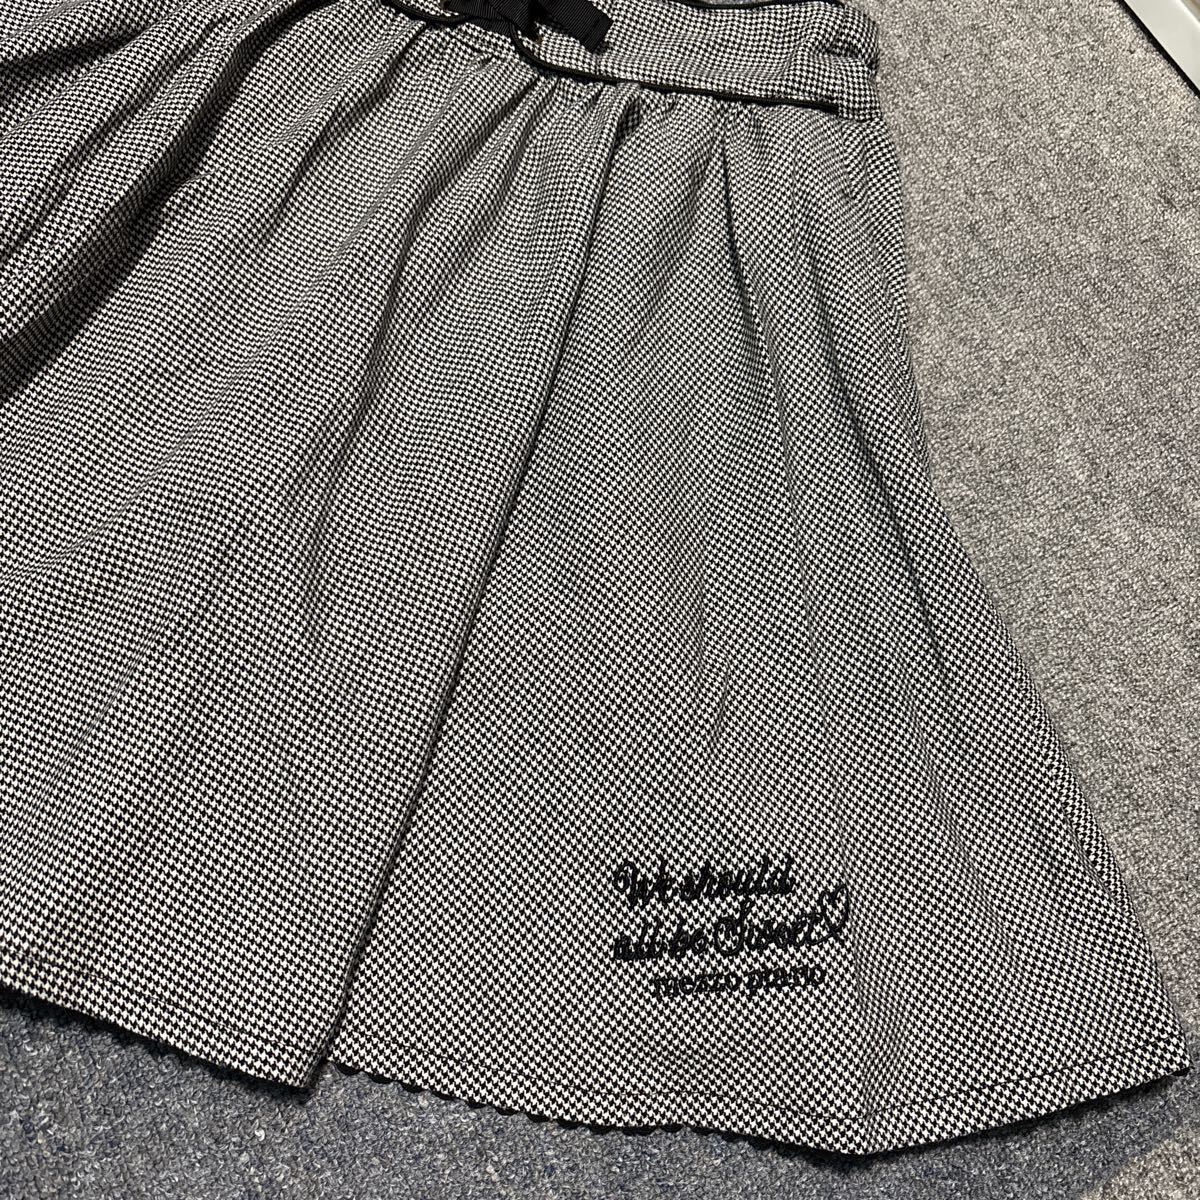 We should
all be Sweet
mezzo piano